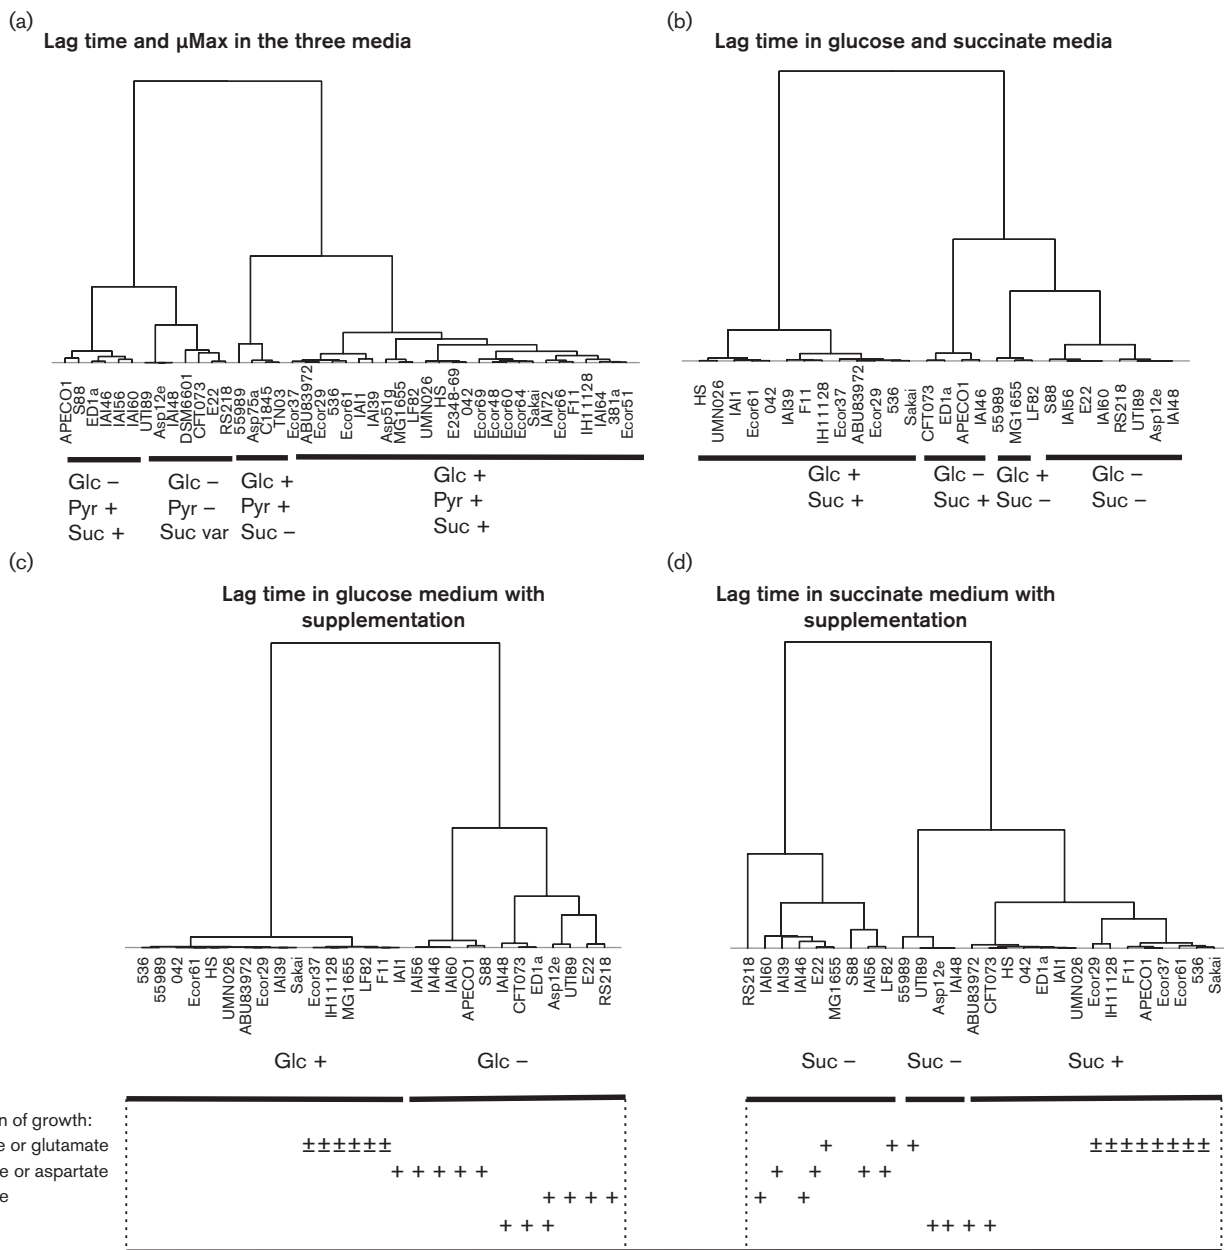 (a)
Lag time and μMax in the three media
APECO1
S88
ED1a
IAI46
IAI56
IAI60
UTI89
Asp12e
IAI48
DSM6601
CFT073
E22
RS218
55989
Asp75a
C1845
TN03
Ecor37
ABU83972
Ecor29
536
Ecor61
IAI1
IAI39
Asp51g
MG1655
LF82
UMN026
HS
E2348-69
042
Ecor69
Ecor48
Ecor60
Ecor64
Sakai
IAI72
Ecor66
F11
IH11128
IAI64
381a
Ecor51
Glc – Glc – Glc + Glc +
Pyr + Pyr – Pyr + Pyr +
Suc + Suc var Suc – Suc +
(b)
Lag time in glucose and succinate media
HS
UMN026
IAI1
Ecor61
042
IAI39
F11
IH11128
Ecor37
ABU83972
Ecor29
536
Sakai
CFT073
ED1a
APECO1
IAI46
55989
MG1655
LF82
S88
IAI56
E22
IAI60
RS218
UTI89
Asp12e
IAI48
Glc + Glc – Glc + Glc –
Suc + Suc + Suc – Suc –
(c)
Lag time in glucose medium with
supplementation
536
55989
042
Ecor61
HS
UMN026
ABU83972
Ecor29
IAI39
Sakai
Ecor37
IH11128
MG1655
LF82
F11
IAI1
IAI56
IAI46
IAI60
APECO1
S88
IAI48
CFT073
ED1a
Asp12e
UTI89
E22
RS218
Glc + Glc –
(d)
Lag time in succinate medium with
supplementation
RS218
IAI60
IAI39
IAI46
E22
MG1655
S88
IAI56
LF82
55989
UTI89
Asp12e
IAI48
ABU83972
CFT073
HS
042
ED1a
IAI1
UMN026
Ecor29
IH11128
F11
APECO1
Ecor37
Ecor61
536
Sakai
Suc – Suc – Suc +
n of growth:
e or glutamate ± ± ± ± ± ± + + + ± ± ± ± ± ± ± ±
e or aspartate + + + + + + + + +
e + + + + + +
+ + + + + + +